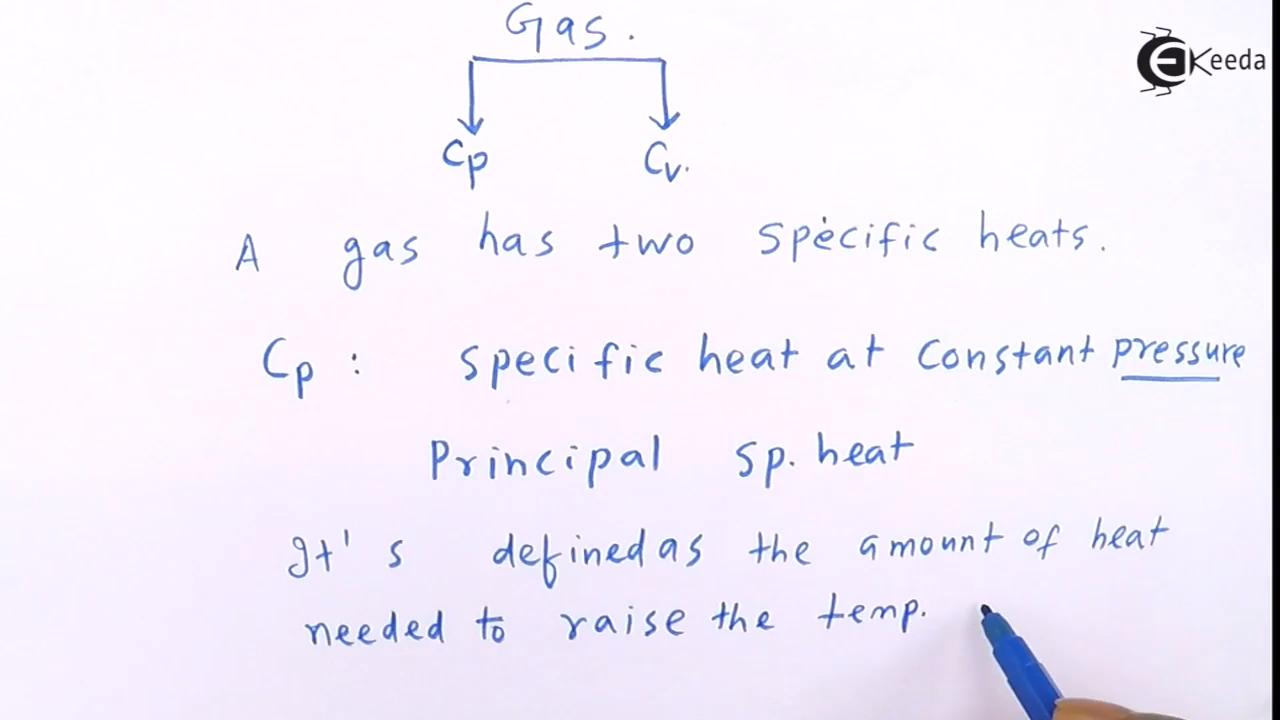 Gas.
Keeda
Cp Cv.
A gas has two specific heats.
Cp : specific heat at constant pressure
Principal sp. heat
It's defined as the amount of heat
needed to raise the temp.